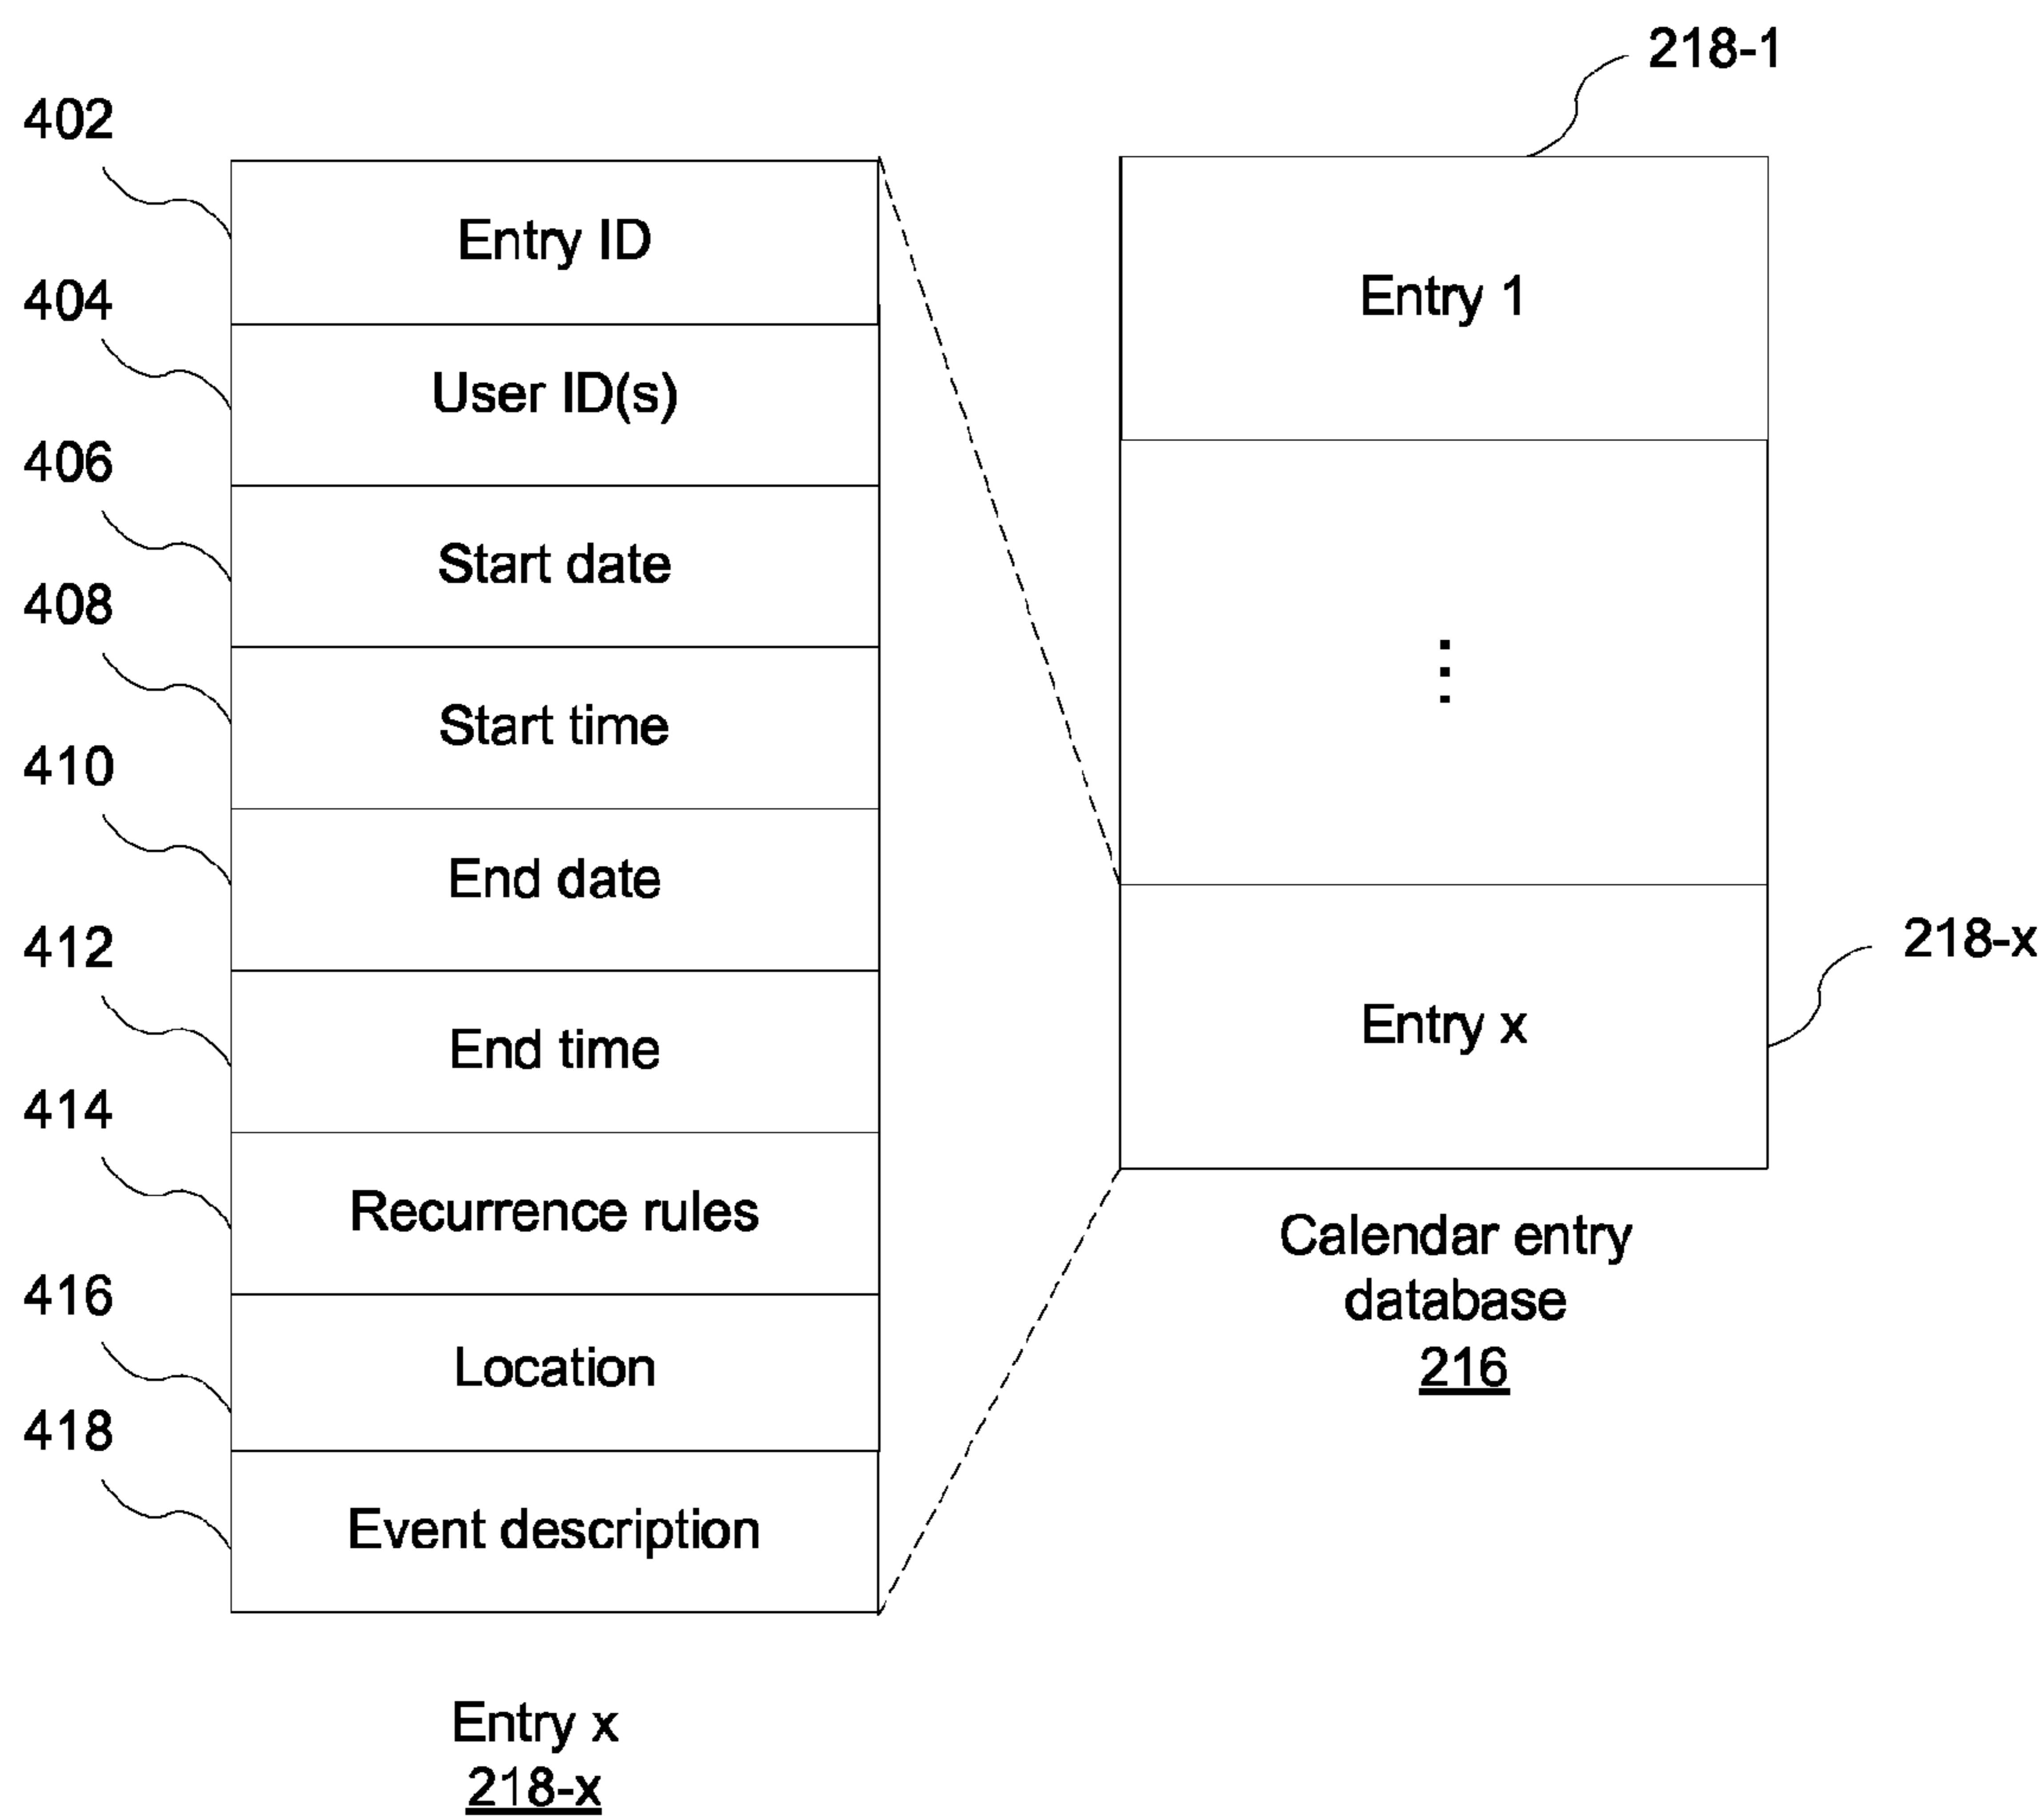 402
Entry ID
404
User ID(s)
406
Start date
408
Start time
410
End date
412
End time
414
Recurrence rules
416
Location
418
Event description
Entry x
218-x
218-1
Entry 1
⋮
Entry x
218-x
Calendar entry
database
216